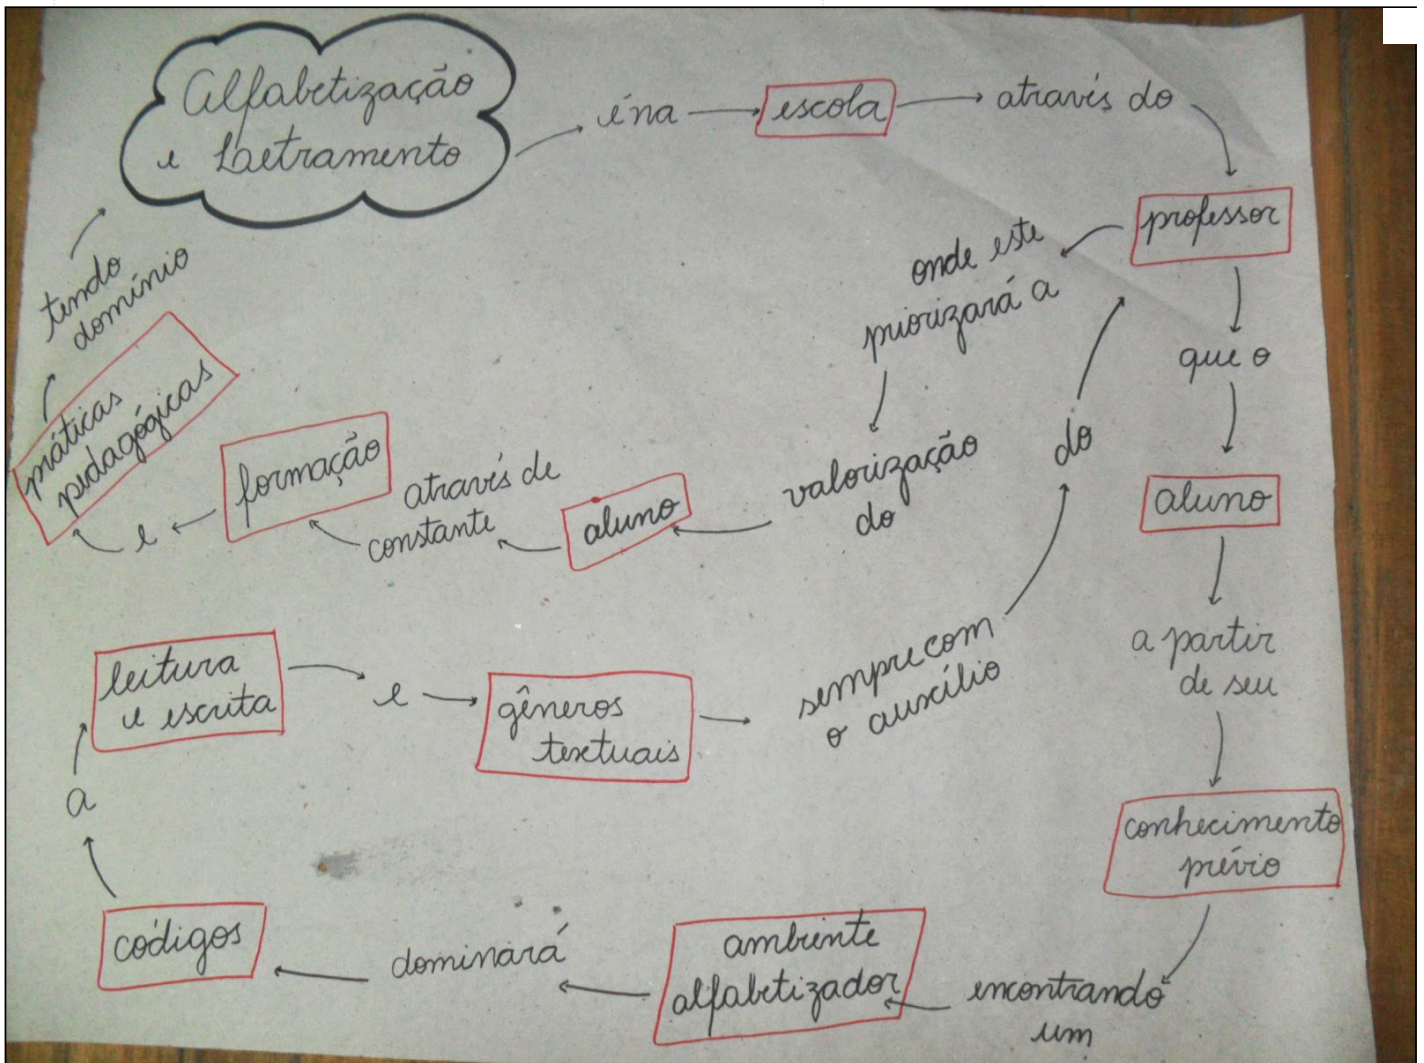 Alfabetização
e Letramento
é na
escola
através do
professor
que o
aluno
a partir
de seu
conhecimento
prévio
encontrando
um
ambiente
alfabetizador
dominará
códigos
a
leitura
e escrita
e
gêneros
textuais
sempre com
o auxílio
do
onde este
priorizará a
valorização
do
aluno
através de
constante
formação
e
práticas
pedagógicas
tendo
domínio